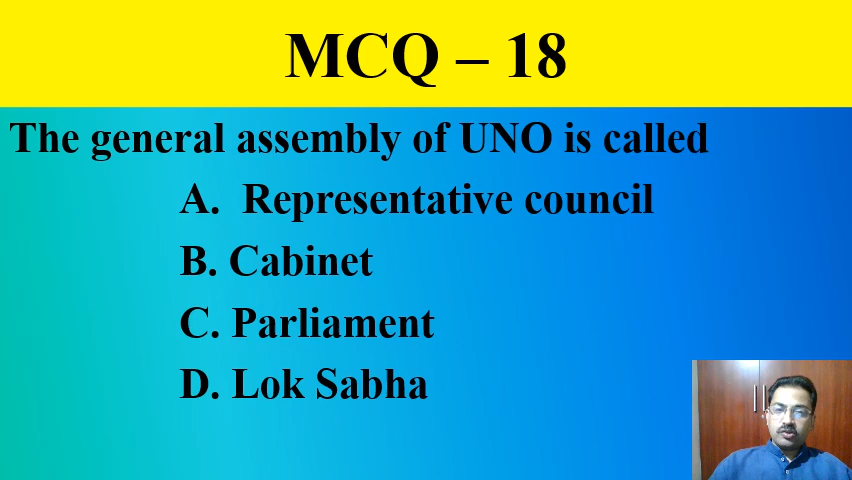 MCQ – 18
The general assembly of UNO is called
A. Representative council
B. Cabinet
C. Parliament
D. Lok Sabha